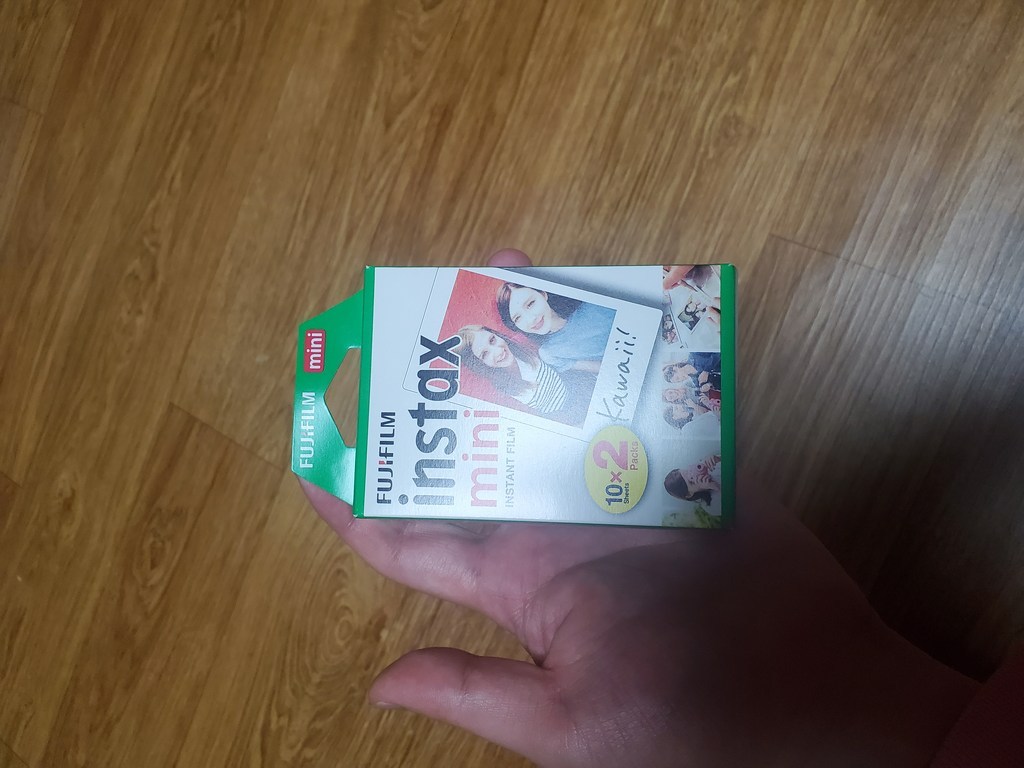 FUJIFILM mini
FUJIFILM
instax
mini
INSTANT FILM
Kawaii!
10×2
Sheets Packs